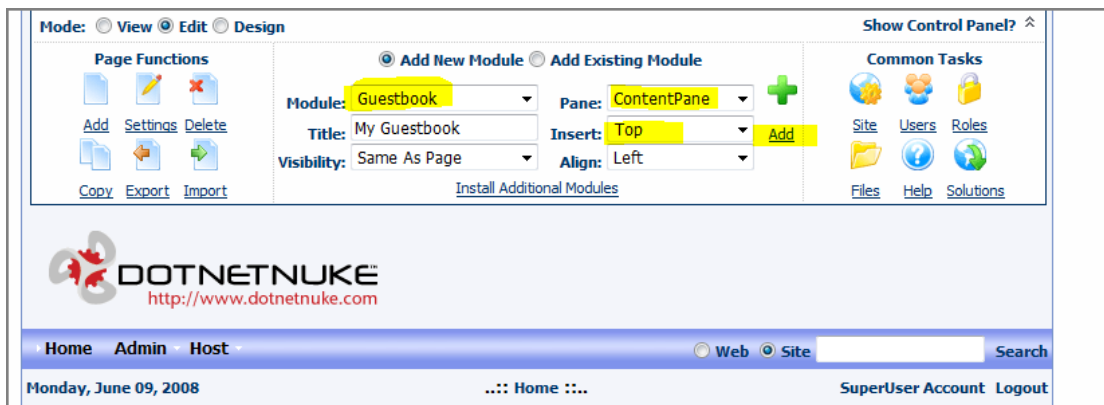 Mode: View Edit Design Show Control Panel?
Page Functions Add New Module Add Existing Module Common Tasks
Module: Guestbook Pane: ContentPane
Add Settings Delete Title: My Guestbook Insert: Top Add Site Users Roles
Visibility: Same As Page Align: Left
Copy Export Import Install Additional Modules Files Help Solutions
DOTNETNUKE
http://www.dotnetnuke.com
Home Admin Host Web Site Search
Monday, June 09, 2008 ..:: Home ::.. SuperUser Account Logout